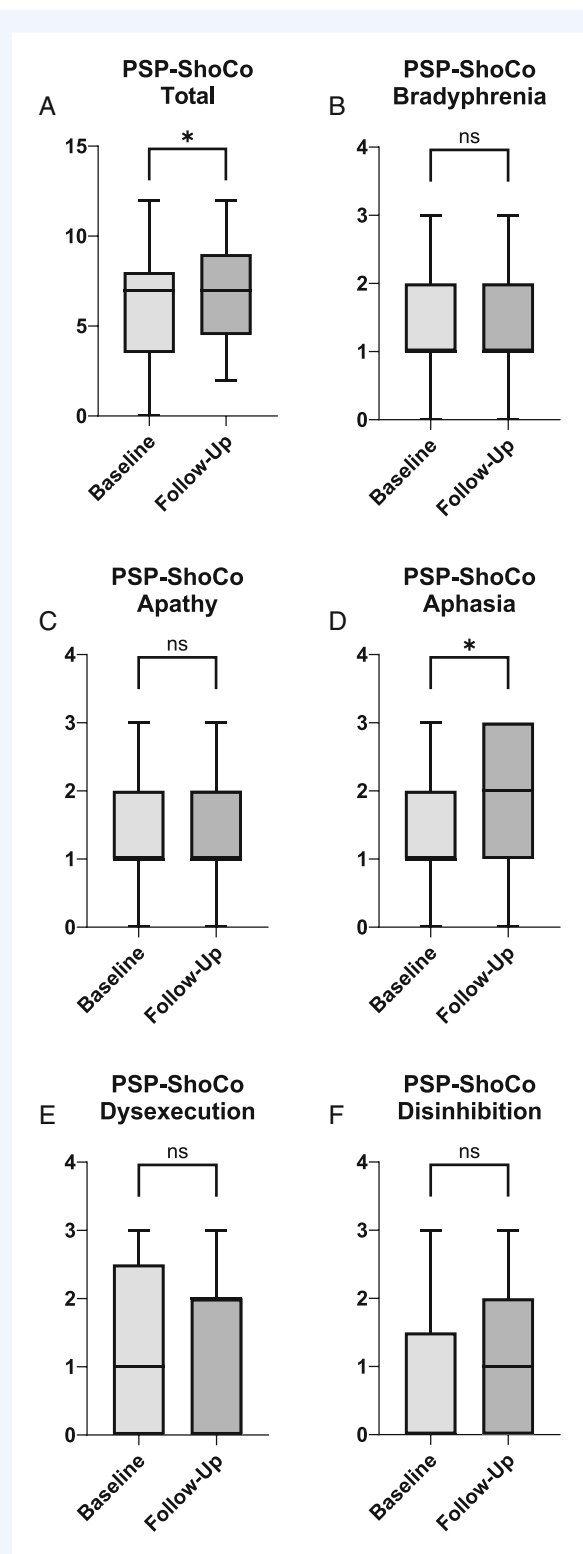 A
PSP-ShoCo
Total
*
15
10
5
0
Baseline
Follow-Up
B
PSP-ShoCo
Bradyphrenia
ns
4
3
2
1
0
Baseline
Follow-Up
C
PSP-ShoCo
Apathy
ns
4
3
2
1
0
Baseline
Follow-Up
D
PSP-ShoCo
Aphasia
*
4
3
2
1
0
Baseline
Follow-Up
E
PSP-ShoCo
Dysexecution
ns
4
3
2
1
0
Baseline
Follow-Up
F
PSP-ShoCo
Disinhibition
ns
4
3
2
1
0
Baseline
Follow-Up